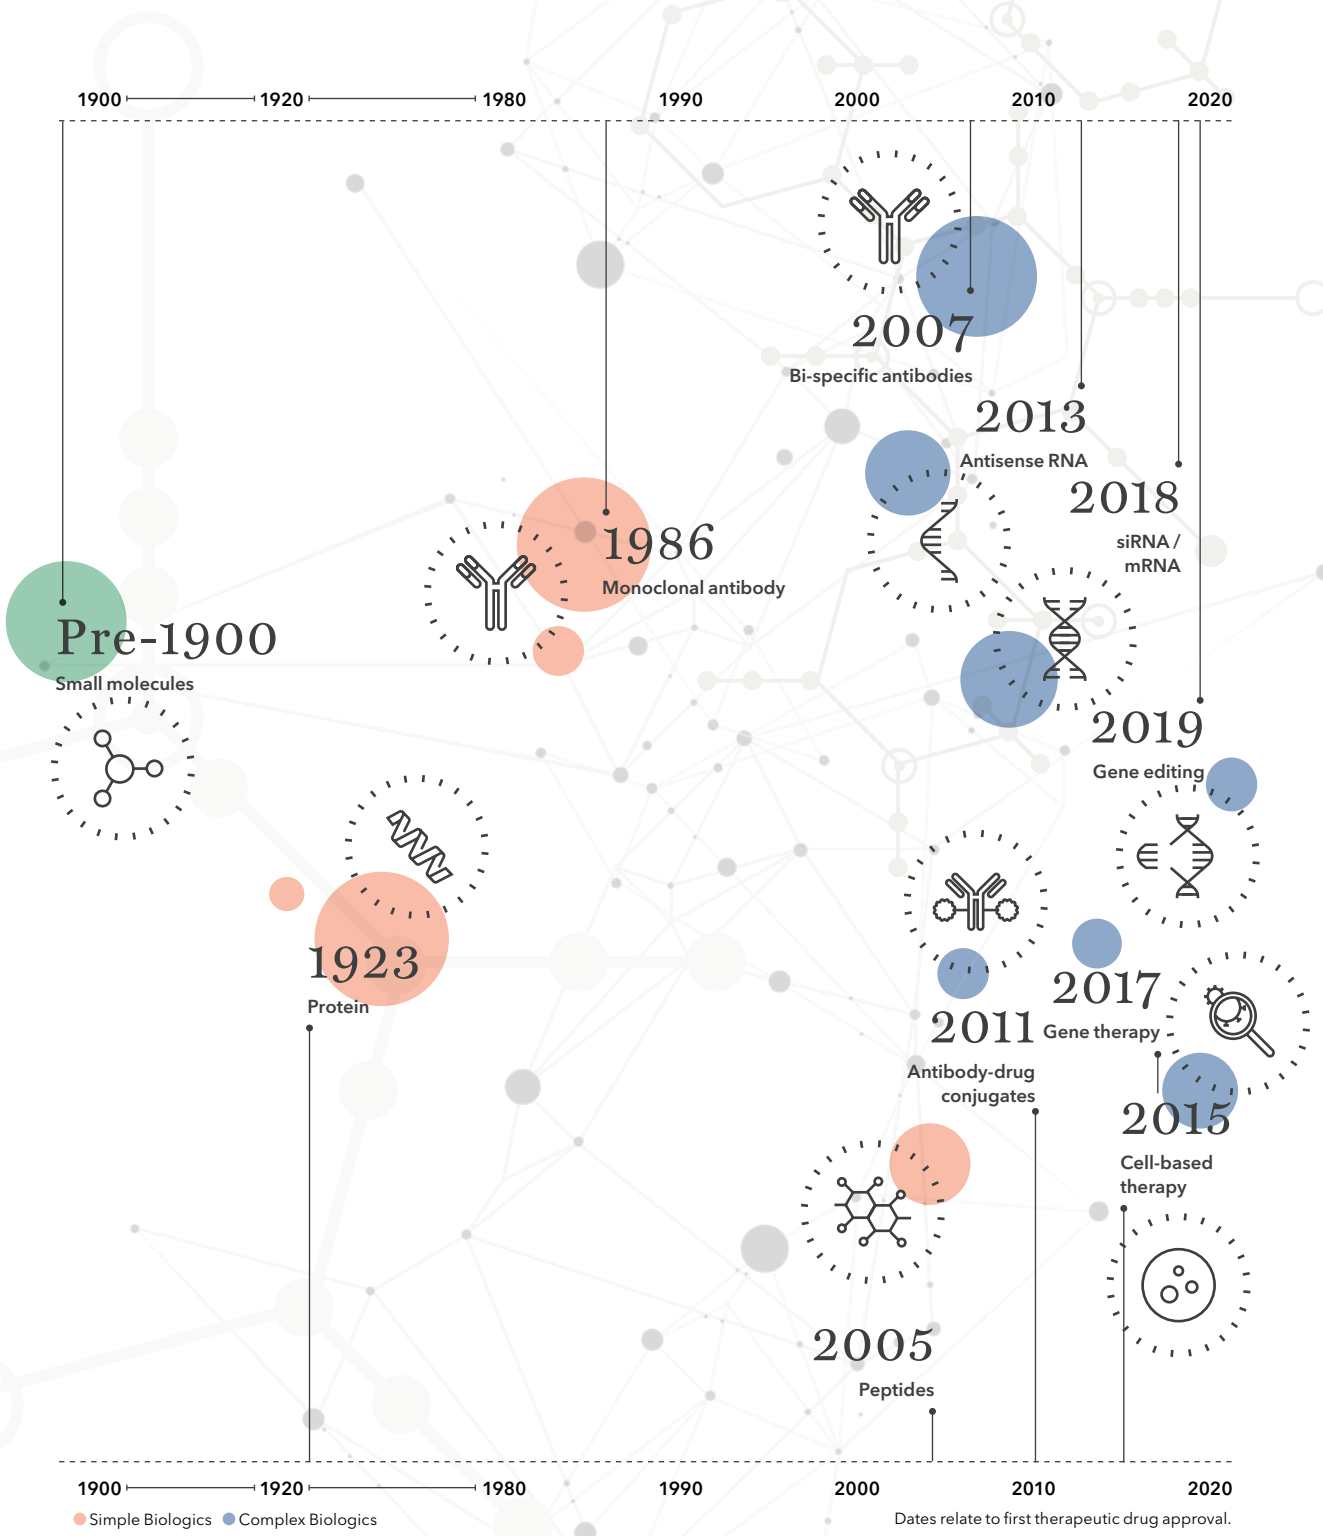 1900 1920 1980 1990 2000 2010 2020
2007
Bi-specific antibodies
2013
Antisense RNA
2018
siRNA /
mRNA
1986
Monoclonal antibody
Pre-1900
Small molecules
2019
Gene editing
1923
Protein
2017
Gene therapy
2011
Antibody-drug
conjugates
2015
Cell-based
therapy
2005
Peptides
1900 1920 1980 1990 2000 2010 2020
Simple Biologics Complex Biologics
Dates relate to first therapeutic drug approval.